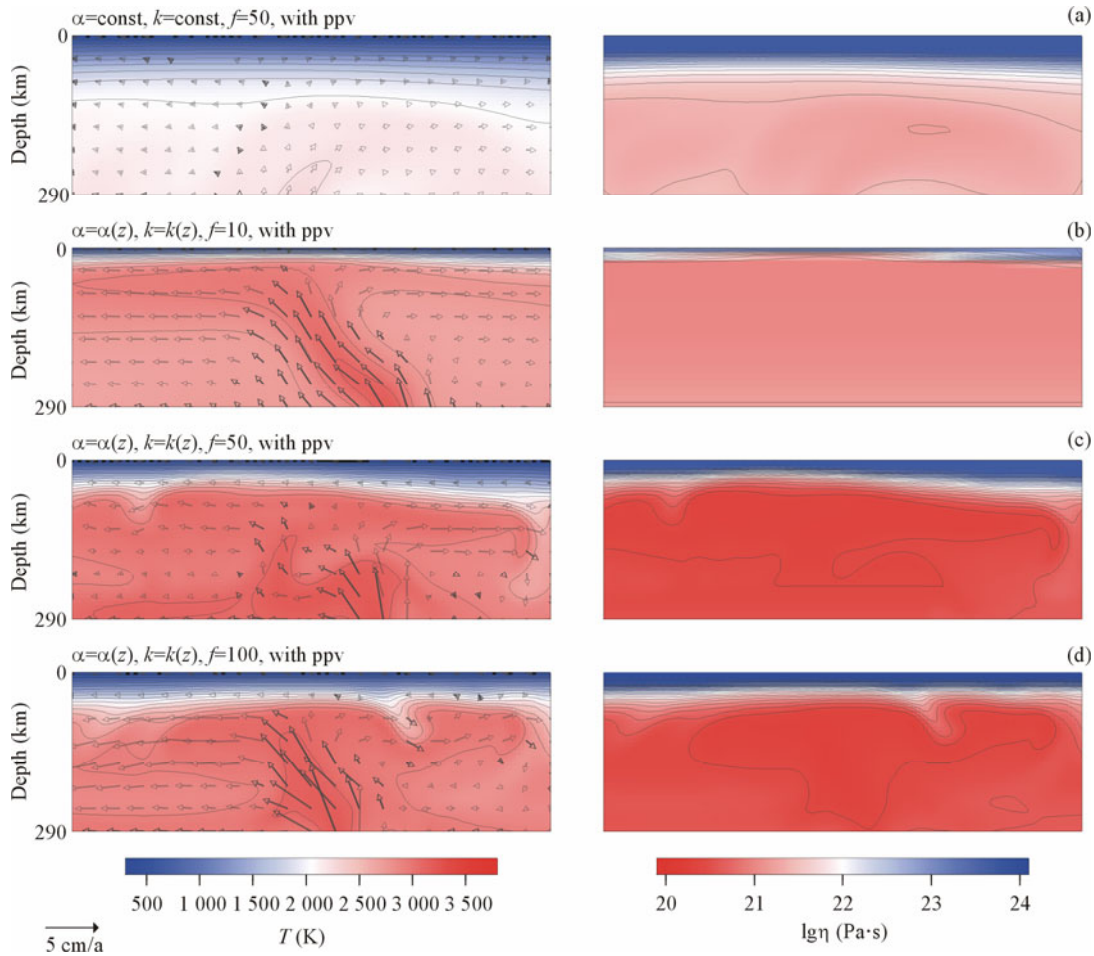 α=const, k=const, f=50, with ppv
(a)
0
Depth (km)
290
α=α(z), k=k(z), f=10, with ppv
(b)
0
Depth (km)
290
α=α(z), k=k(z), f=50, with ppv
(c)
0
Depth (km)
290
α=α(z), k=k(z), f=100, with ppv
(d)
0
Depth (km)
290
500 1 000 1 500 2 000 2 500 3 000 3 500
T (K)
5 cm/a
20 21 22 23 24
lgη (Pa·s)